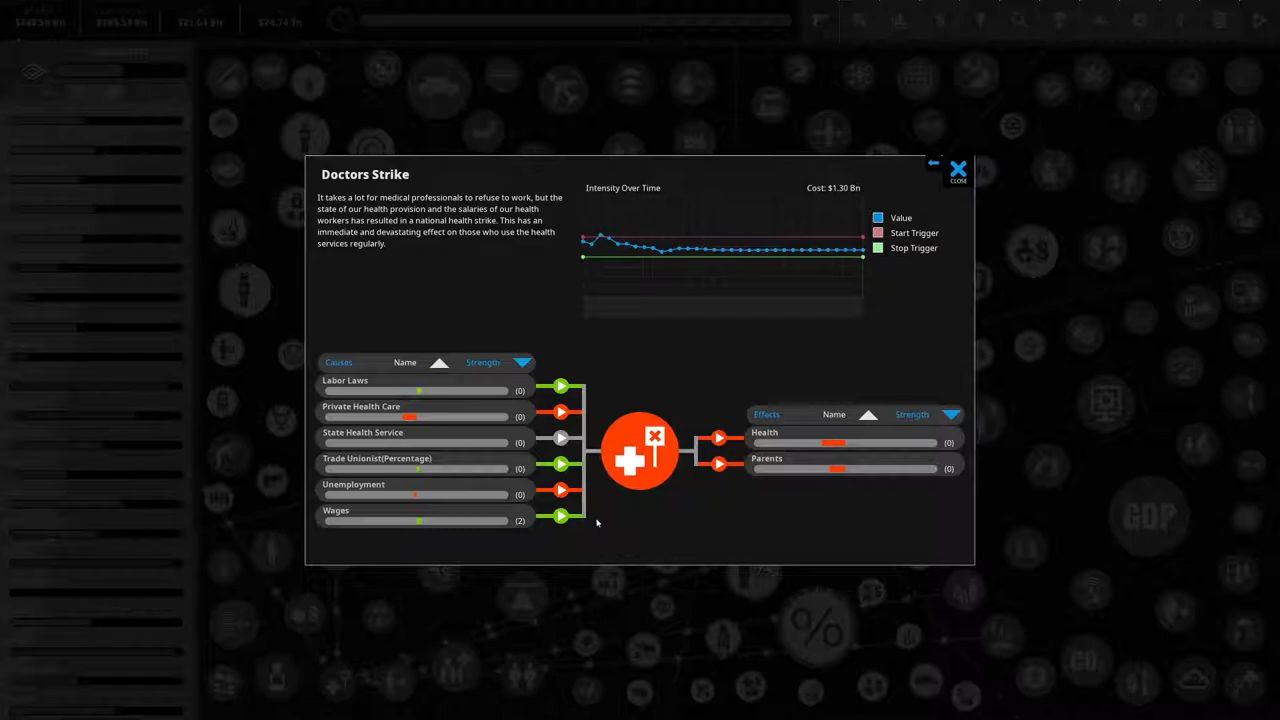 Doctors Strike
It takes a lot for medical professionals to refuse to work, but the
state of our health provision and the salaries of our health
workers has resulted in a national health strike. This has an
immediate and devastating effect on those who use the health
services regularly.
Intensity Over Time
Cost: $1.30 Bn
CLOSE
Value
Start Trigger
Stop Trigger
Causes Name Strength
Labor Laws
(0)
Private Health Care
(0)
State Health Service
(0)
Trade Unionist(Percentage)
(0)
Unemployment
(0)
Wages
(2)
Effects Name Strength
Health
(0)
Parents
(0)
GDP
%